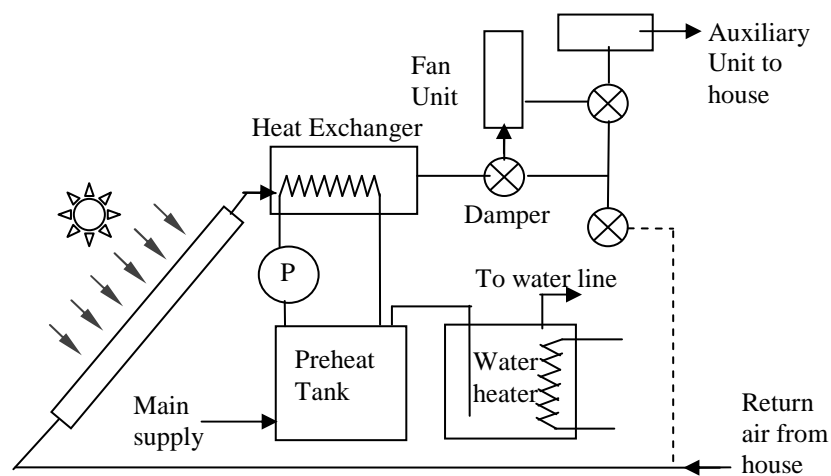 Auxiliary
Unit to
house
Fan
Unit
Heat Exchanger
Damper
P
To water line
Preheat
Tank
Water
heater
Main
supply
Return
air from
house